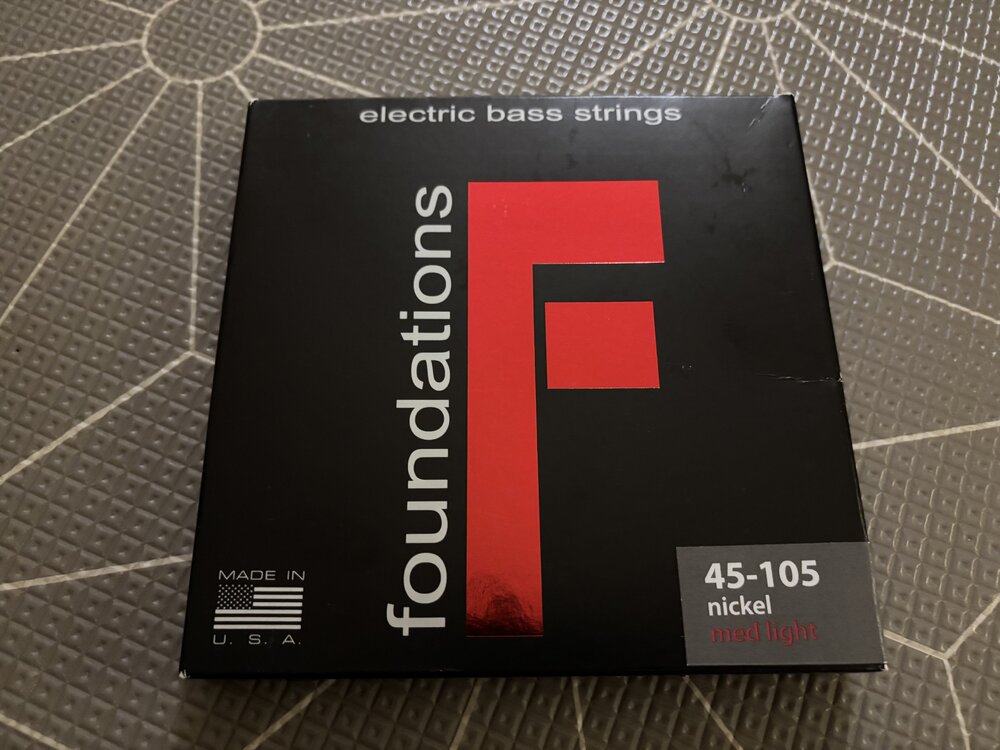 electric bass strings
foundations
F
MADE IN
U. S. A.
45-105
nickel
med light